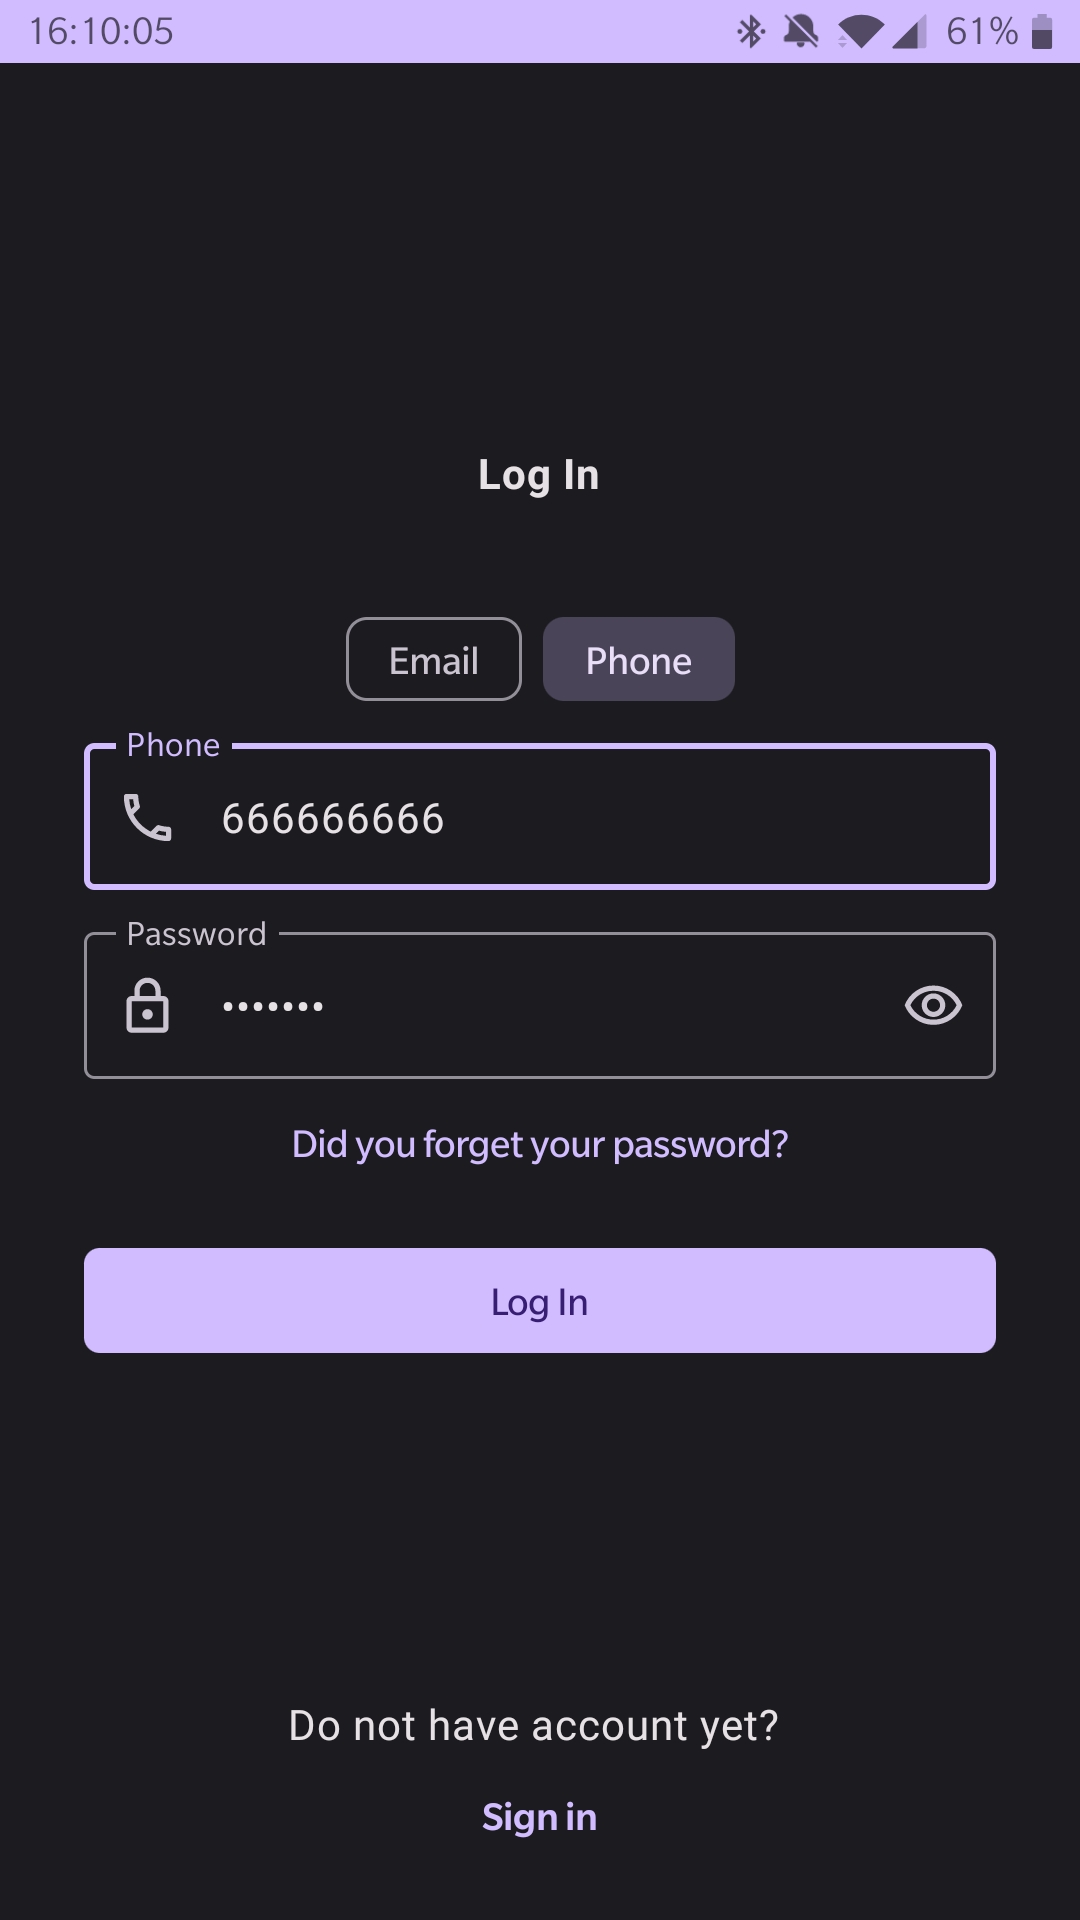 16:10:05 61%
Log In
Email Phone
Phone
666666666
Password
•••••••
Did you forget your password?
Log In
Do not have account yet?
Sign in